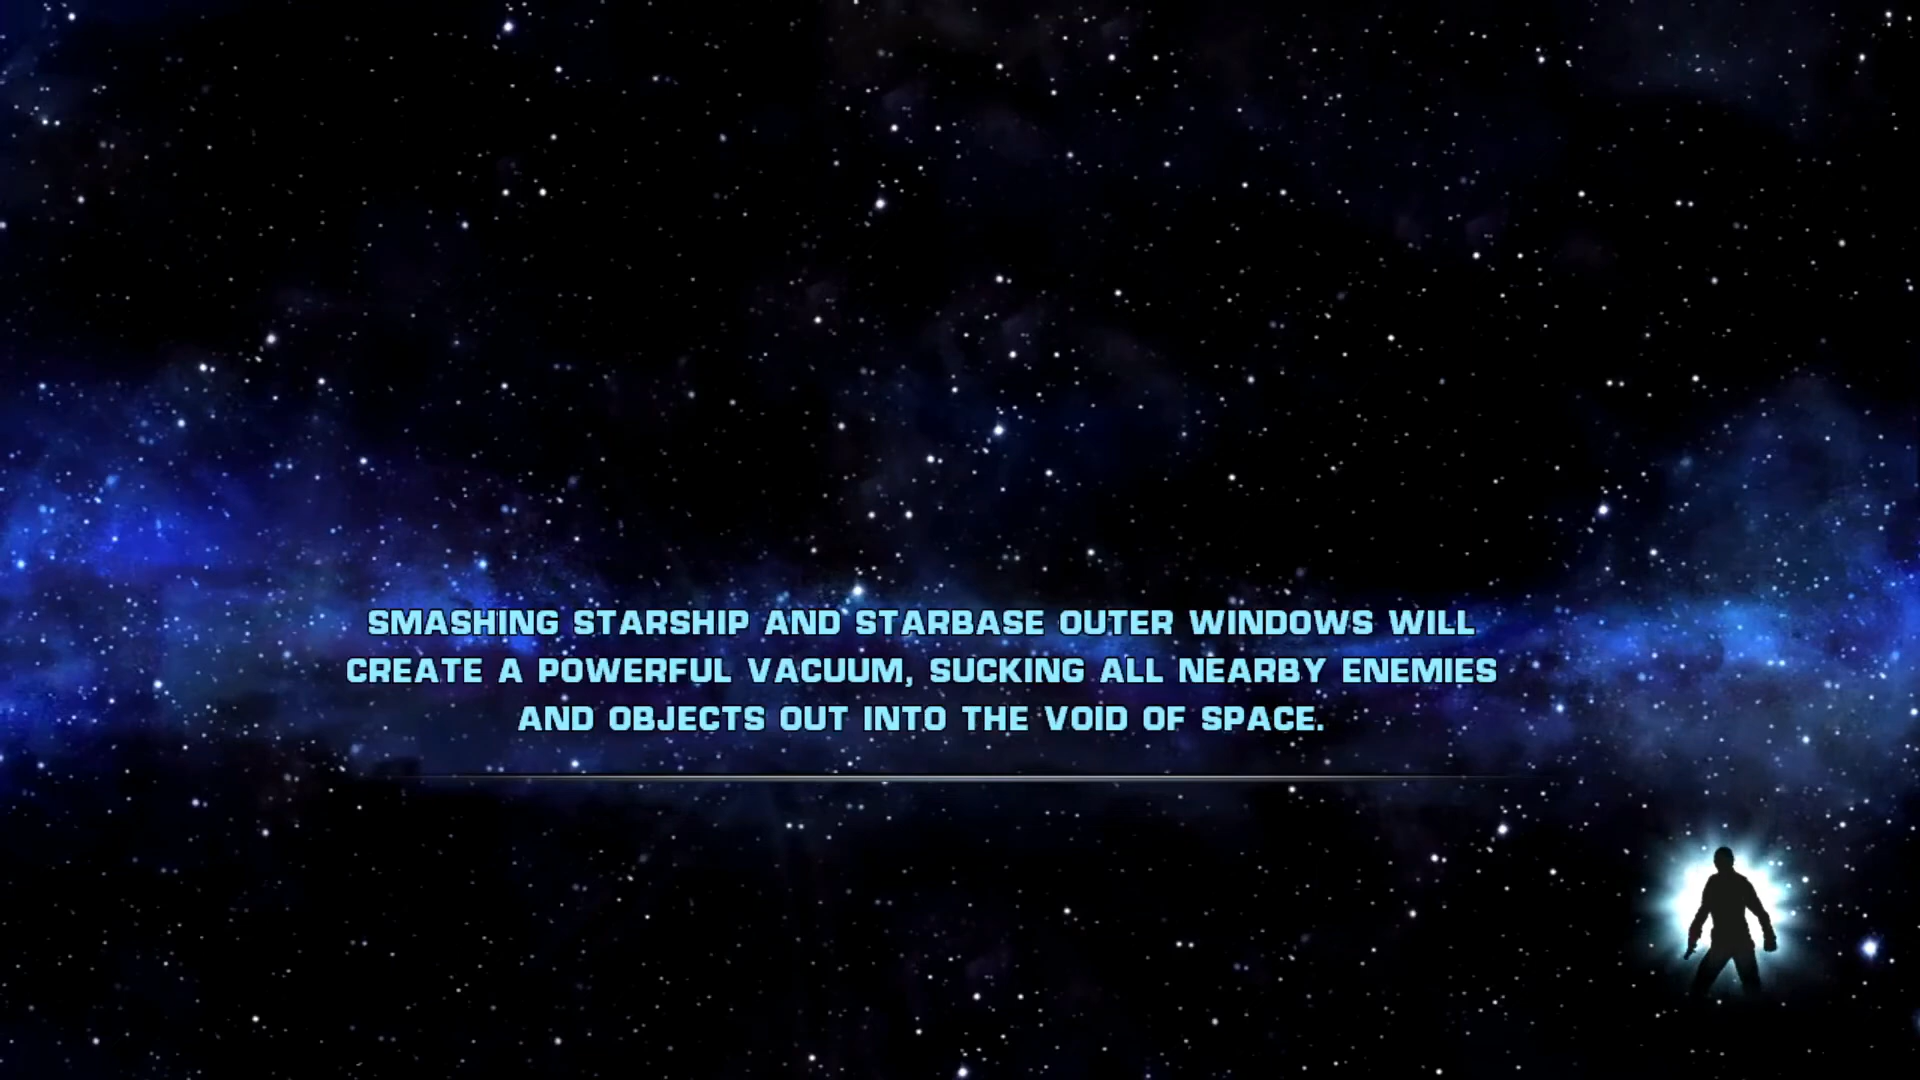 SMASHING STARSHIP AND STARBASE OUTER WINDOWS WILL
CREATE A POWERFUL VACUUM, SUCKING ALL NEARBY ENEMIES
AND OBJECTS OUT INTO THE VOID OF SPACE.